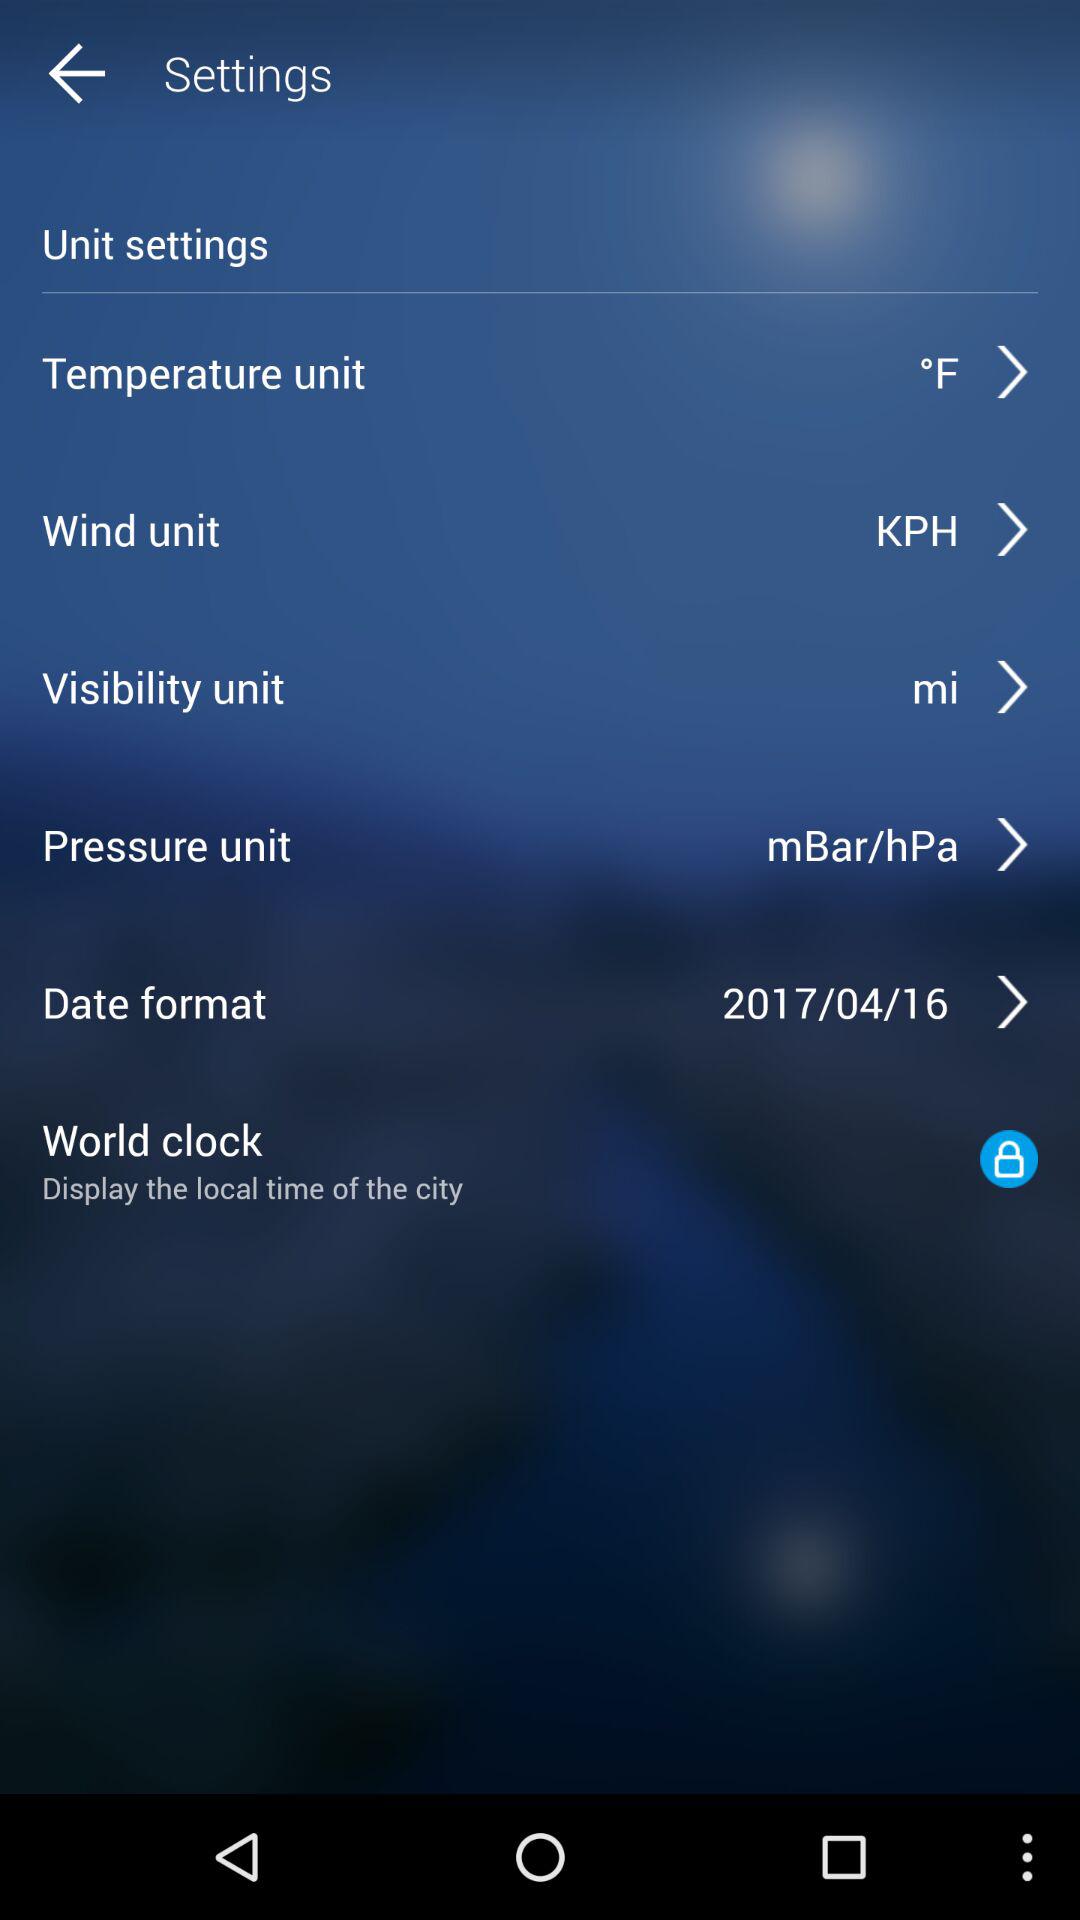 Settings
Unit settings
Temperature unit °F
Wind unit KPH
Visibility unit mi
Pressure unit mBar/hPa
Date format 2017/04/16
World clock
Display the local time of the city